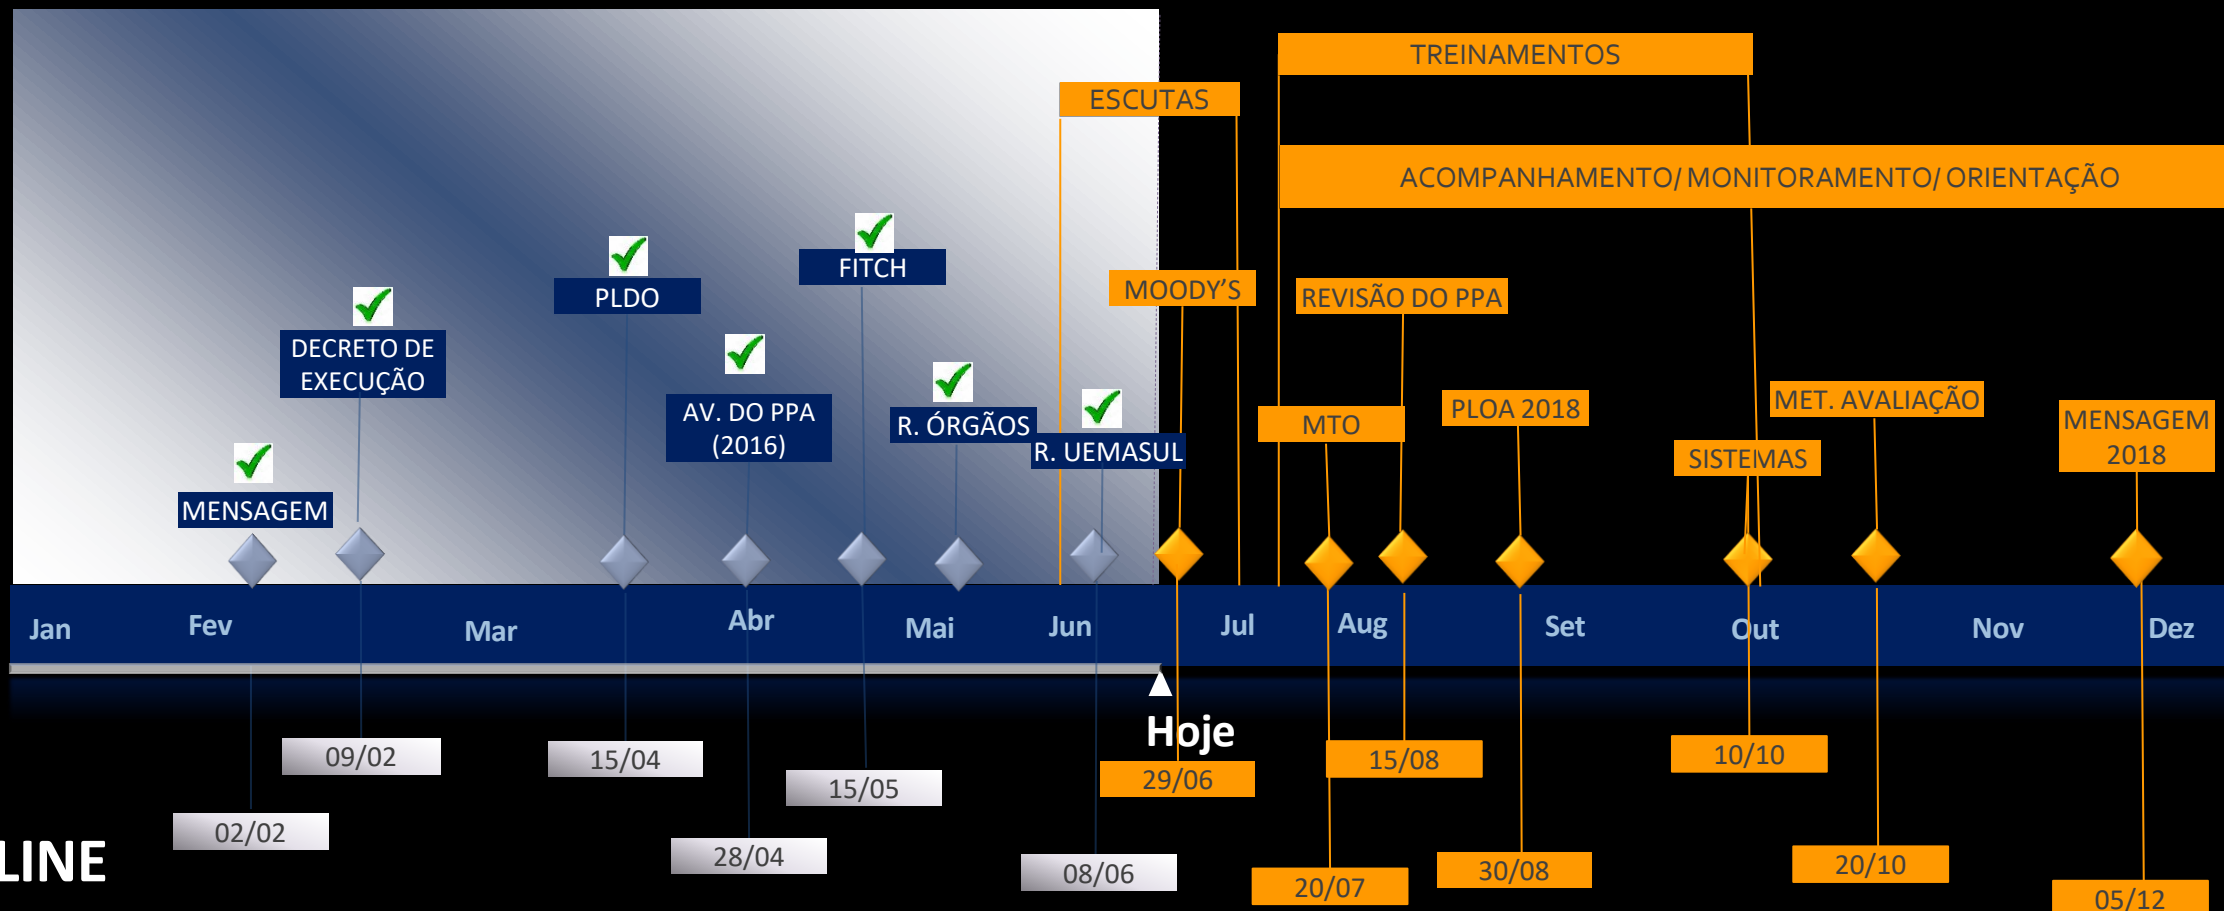 TREINAMENTOS
ESCUTAS
ACOMPANHAMENTO/ MONITORAMENTO/ ORIENTAÇÃO
FITCH
PLDO
MOODY’S
REVISÃO DO PPA
DECRETO DE
EXECUÇÃO
AV. DO PPA
(2016)
R. ÓRGÃOS
R. UEMASUL
MTO
PLOA 2018
MET. AVALIAÇÃO
MENSAGEM
2018
SISTEMAS
MENSAGEM
Jan
Fev
Mar
Abr
Mai
Jun
Jul
Aug
Set
Out
Nov
Dez
Hoje
09/02
15/04
15/05
29/06
15/08
10/10
02/02
28/04
08/06
20/07
30/08
20/10
05/12
LINE